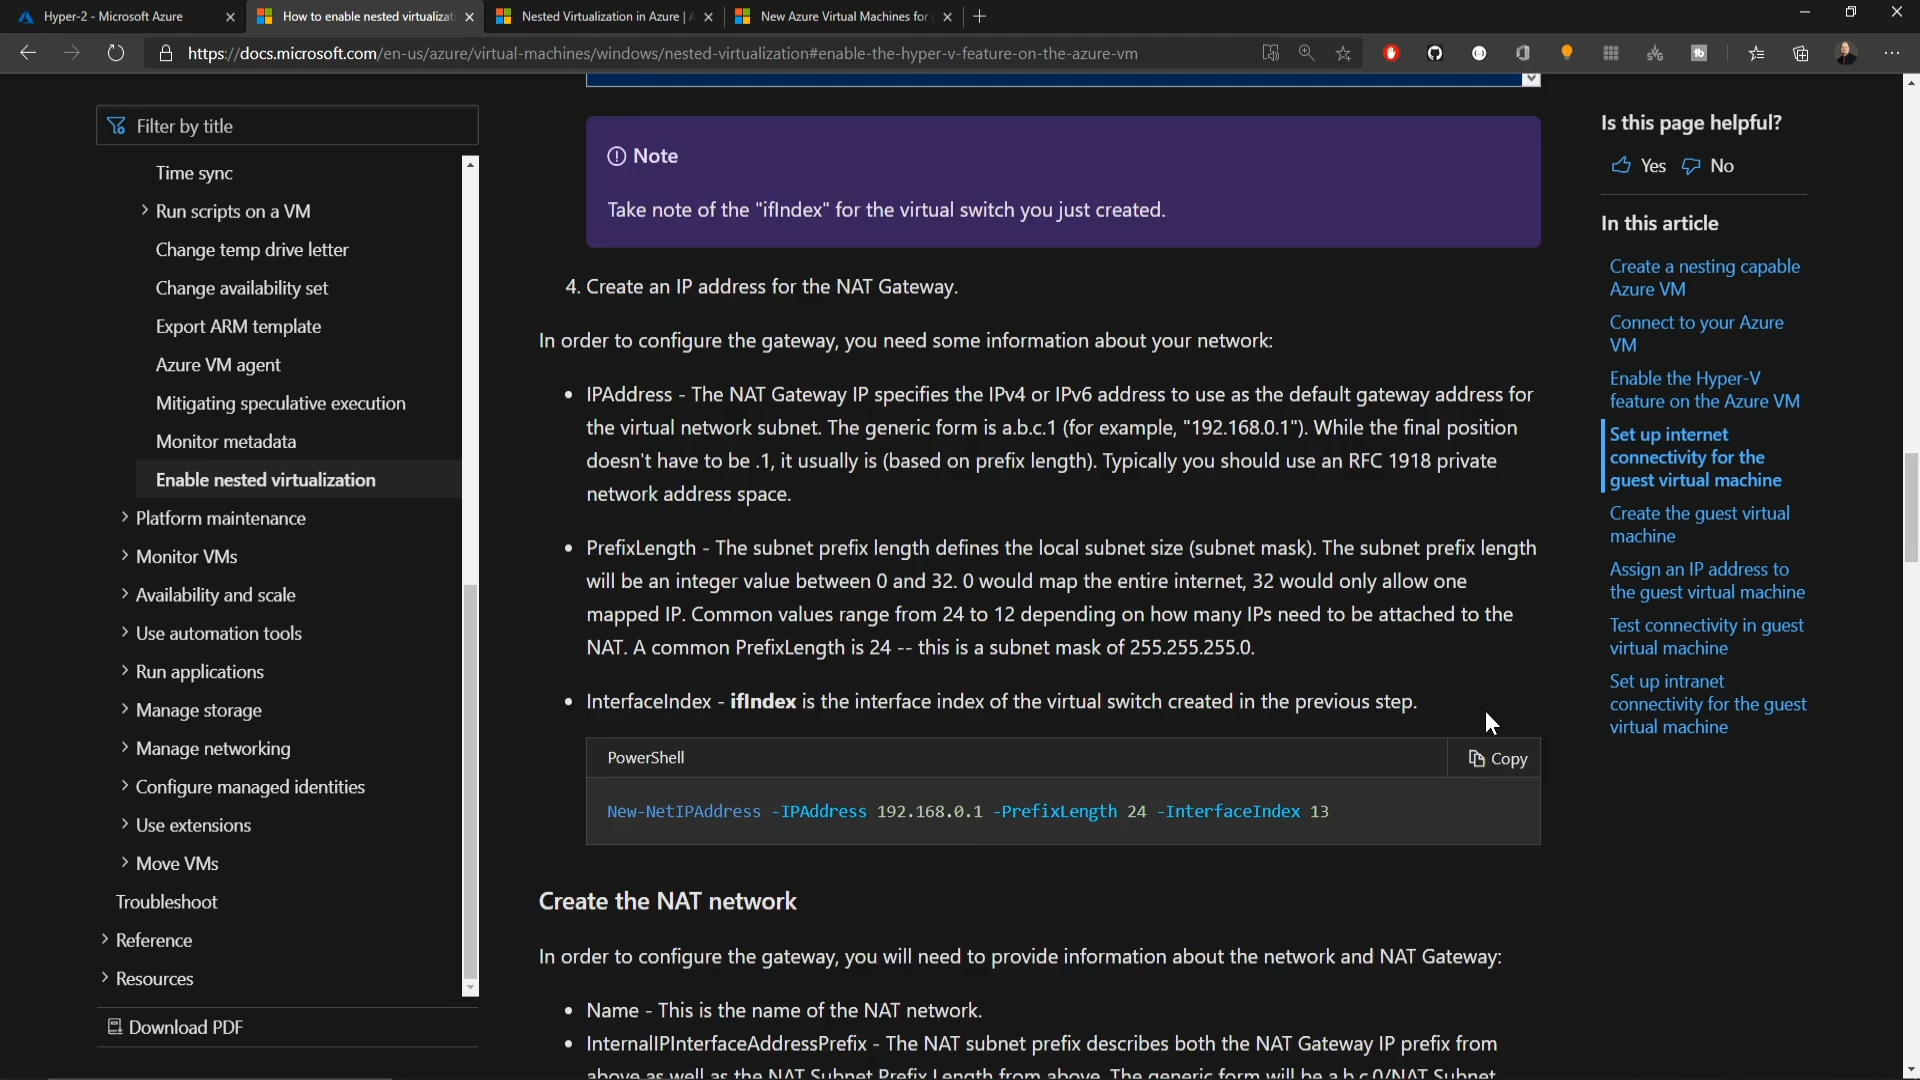 Hyper-2 - Microsoft Azure
How to enable nested virtualizat
Nested Virtualization in Azure |
New Azure Virtual Machines for
https://docs.microsoft.com/en-us/azure/virtual-machines/windows/nested-virtualization#enable-the-hyper-v-feature-on-the-azure-vm
Filter by title
Time sync
Run scripts on a VM
Change temp drive letter
Change availability set
Export ARM template
Azure VM agent
Mitigating speculative execution
Monitor metadata
Enable nested virtualization
Platform maintenance
Monitor VMs
Availability and scale
Use automation tools
Run applications
Manage storage
Manage networking
Configure managed identities
Use extensions
Move VMs
Troubleshoot
Reference
Resources
Download PDF
Note
Take note of the "ifIndex" for the virtual switch you just created.
4. Create an IP address for the NAT Gateway.
In order to configure the gateway, you need some information about your network:
• IPAddress - The NAT Gateway IP specifies the IPv4 or IPv6 address to use as the default gateway address for
the virtual network subnet. The generic form is a.b.c.1 (for example, "192.168.0.1"). While the final position
doesn't have to be .1, it usually is (based on prefix length). Typically you should use an RFC 1918 private
network address space.
• PrefixLength - The subnet prefix length defines the local subnet size (subnet mask). The subnet prefix length
will be an integer value between 0 and 32. 0 would map the entire internet, 32 would only allow one
mapped IP. Common values range from 24 to 12 depending on how many IPs need to be attached to the
NAT. A common PrefixLength is 24 -- this is a subnet mask of 255.255.255.0.
• InterfaceIndex - ifIndex is the interface index of the virtual switch created in the previous step.
PowerShell
Copy
New-NetIPAddress -IPAddress 192.168.0.1 -PrefixLength 24 -InterfaceIndex 13
Create the NAT network
In order to configure the gateway, you will need to provide information about the network and NAT Gateway:
• Name - This is the name of the NAT network.
• InternalIPInterfaceAddressPrefix - The NAT subnet prefix describes both the NAT Gateway IP prefix from
above as well as the NAT Subnet Prefix Length from above. The generic form will be a.b.c.0/NAT Subnet
Is this page helpful?
Yes No
In this article
Create a nesting capable
Azure VM
Connect to your Azure
VM
Enable the Hyper-V
feature on the Azure VM
Set up internet
connectivity for the
guest virtual machine
Create the guest virtual
machine
Assign an IP address to
the guest virtual machine
Test connectivity in guest
virtual machine
Set up intranet
connectivity for the guest
virtual machine